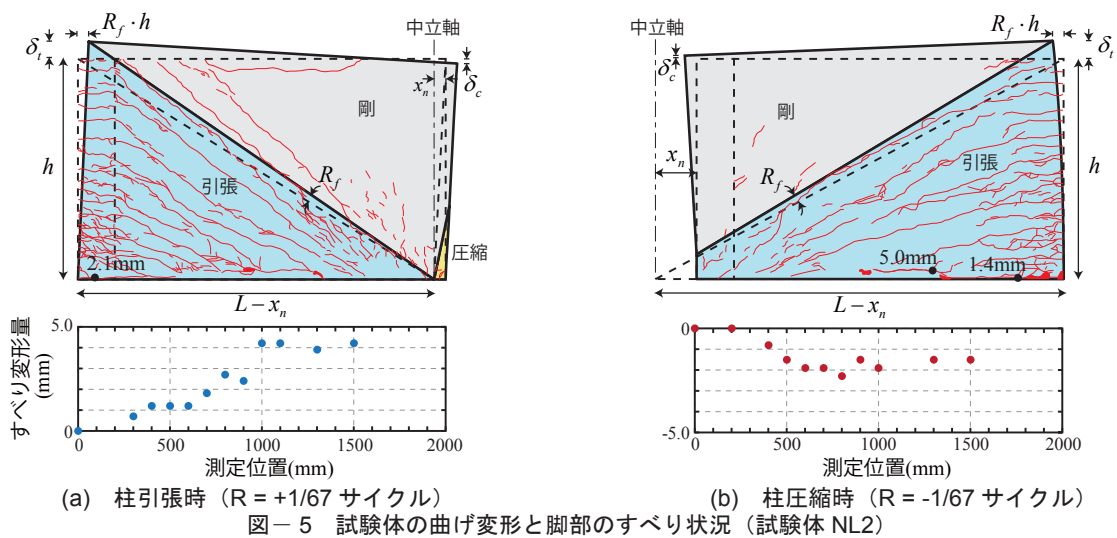 R_f · h
中立軸
δ_t
x_n
δ_c
剛
h
R_f
引張
圧縮
2.1mm
L − x_n
中立軸
R_f · h
δ_t
δ_c
剛
x_n
引張
R_f
h
5.0mm
1.4mm
L − x_n
すべり変形量
(mm)
5.0
0
0 500 1000 1500 2000
測定位置(mm)
0
-5.0
0 500 1000 1500 2000
測定位置(mm)
(a) 柱引張時（R = +1/67 サイクル）
(b) 柱圧縮時（R = -1/67 サイクル）
図－5 試験体の曲げ変形と脚部のすべり状況（試験体 NL2）